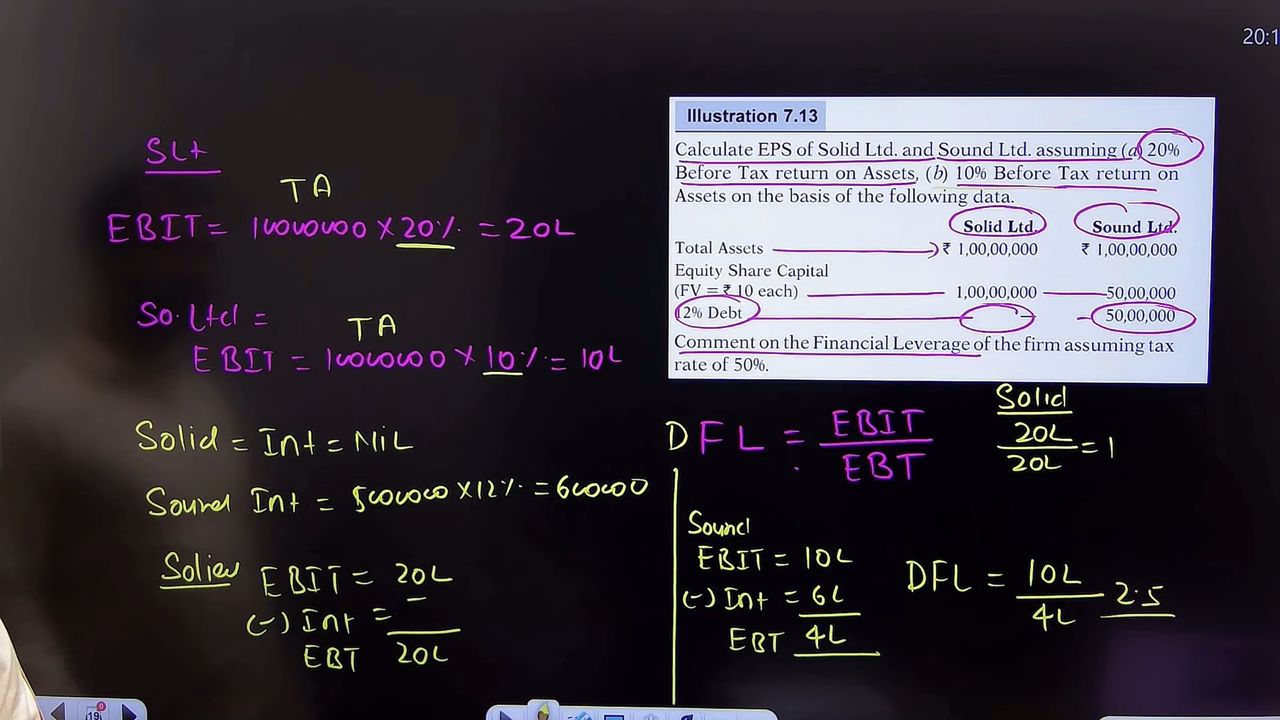 20:1
SLt
TA
EBIT = 10000000 × 20% = 20L
So. Ltd =
TA
EBIT = 10000000 × 10% = 10L
Solid = Int = NiL
Sound Int = 5000000 × 12% = 600000
EBIT = 20L
(-) Int =
EBT 20L
Illustration 7.13
Calculate EPS of Solid Ltd. and Sound Ltd. assuming (a) 20%
Before Tax return on Assets, (b) 10% Before Tax return on
Assets on the basis of the following data.
Solid Ltd. Sound Ltd.
Total Assets ₹ 1,00,00,000 ₹ 1,00,00,000
Equity Share Capital
(FV = ₹ 10 each) 1,00,00,000 50,00,000
12% Debt – 50,00,000
Comment on the Financial Leverage of the firm assuming tax
rate of 50%.
DFL = EBIT
EBT
Solid
20L
20L = 1
Sound
EBIT = 10L
(-) Int = 6L
EBT 4L
DFL = 10L
4L 2.5
19